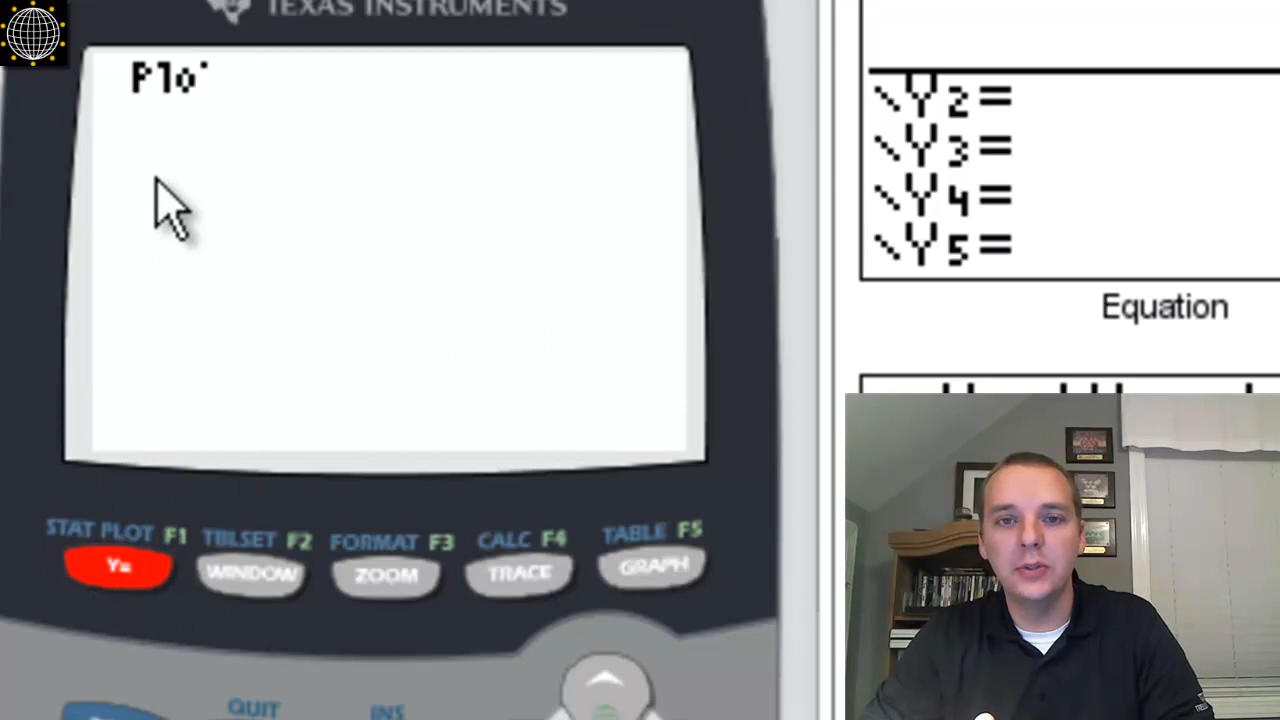 TEXAS INSTRUMENTS
Plo
\Y2=
\Y3=
\Y4=
\Y5=
Equation
STAT PLOT F1 TBLSET F2 FORMAT F3 CALC F4 TABLE F5
Y= WINDOW ZOOM TRACE GRAPH
QUIT INS